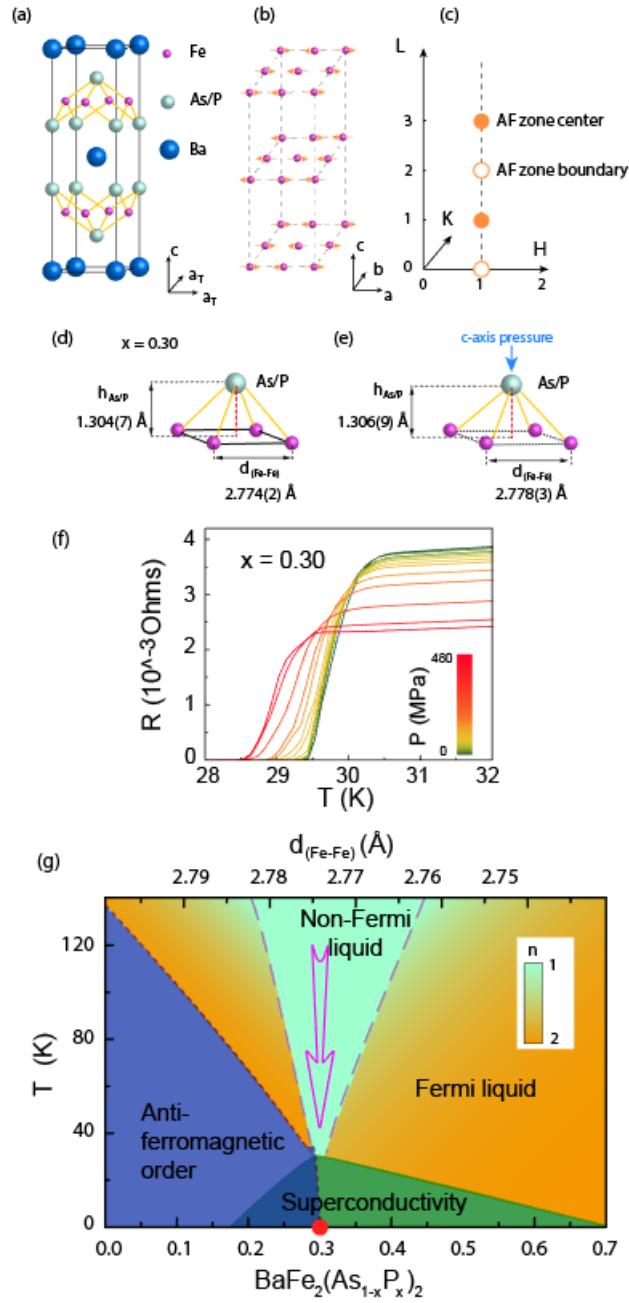 (a)
Fe
As/P
Ba
c
a_T
a_T
(b)
c
b
a
(c)
L
3
AF zone center
2
AF zone boundary
1
K
0
H
0
1
2
(d)
x = 0.30
As/P
h_As/P
1.304(7) Å
d_(Fe-Fe)
2.774(2) Å
(e)
c-axis pressure
As/P
h_As/P
1.306(9) Å
d_(Fe-Fe)
2.778(3) Å
(f)
x = 0.30
4
3
2
1
0
R (10^-3Ohms)
480
P (MPa)
0
28
29
30
31
32
T (K)
(g)
d_(Fe-Fe) (Å)
2.79
2.78
2.77
2.76
2.75
Non-Fermi
liquid
n
1
2
120
80
40
0
T (K)
Fermi liquid
Anti-
ferromagnetic
order
Superconductivity
0.0
0.1
0.2
0.3
0.4
0.5
0.6
0.7
BaFe₂(As₁₋ₓPₓ)₂